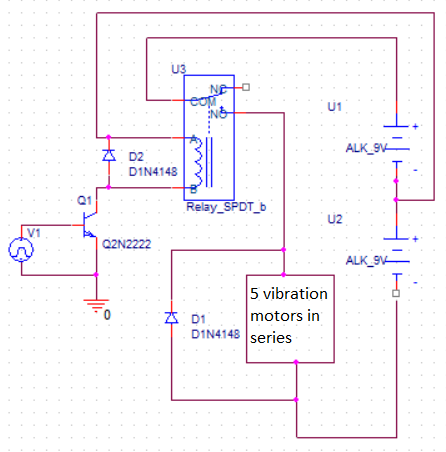 U3
NC
COM
NO
A
B
Relay_SPDT_b
D2
D1N4148
Q1
Q2N2222
V1
0
U1
+
ALK_9V
-
U2
+
ALK_9V
-
D1
D1N4148
5 vibration
motors in
series